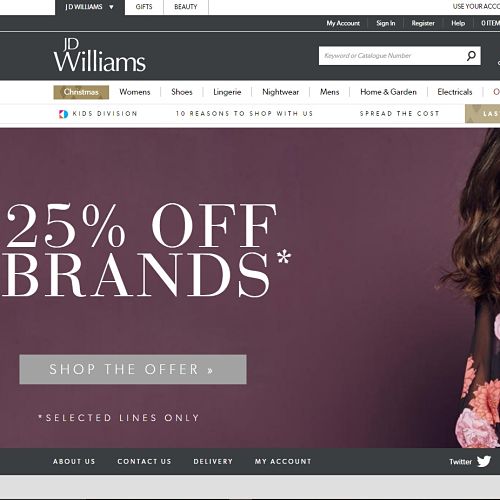 JD WILLIAMS ▼ GIFTS BEAUTY USE YOUR ACCO
My Account Sign In Register Help 0 ITEM
JD
Williams
Keyword or Catalogue Number
Christmas Womens Shoes Lingerie Nightwear Mens Home & Garden Electricals O
KIDS DIVISION 10 REASONS TO SHOP WITH US SPREAD THE COST LAS
25% OFF
BRANDS*
SHOP THE OFFER »
*SELECTED LINES ONLY
ABOUT US CONTACT US DELIVERY MY ACCOUNT Twitter